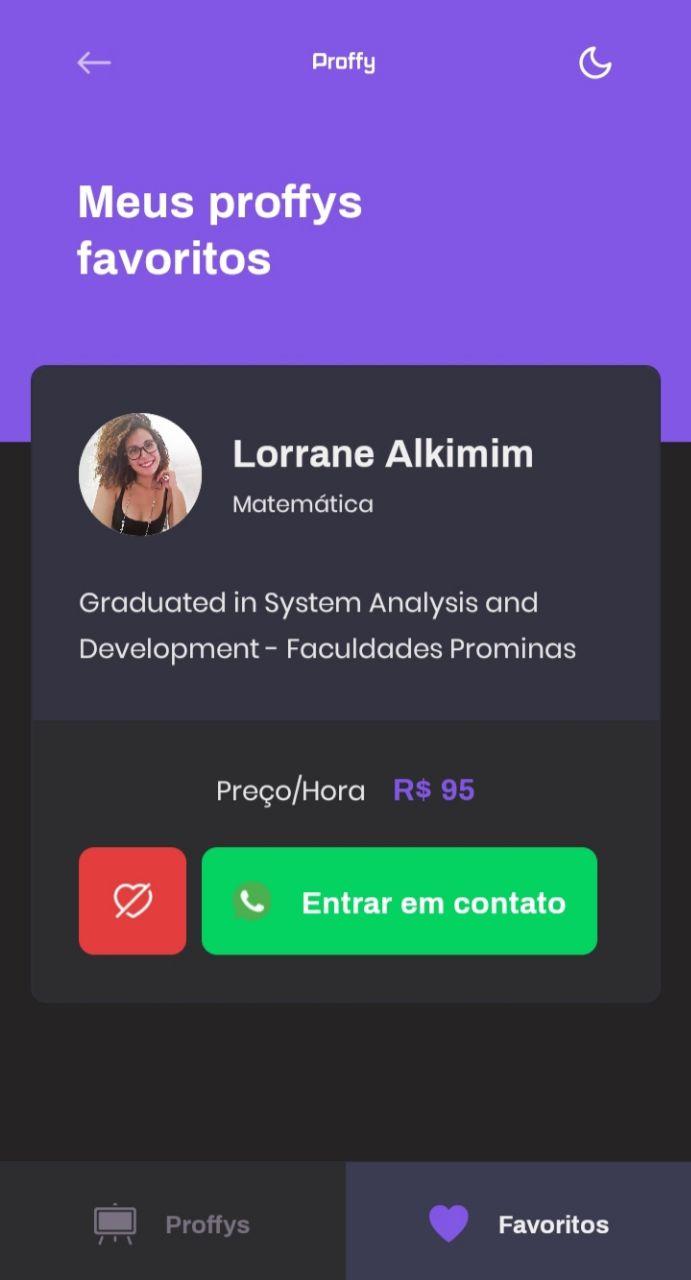 Proffy
Meus proffys
favoritos
Lorrane Alkimim
Matemática
Graduated in System Analysis and
Development - Faculdades Prominas
Preço/Hora R$ 95
Entrar em contato
Proffys
Favoritos